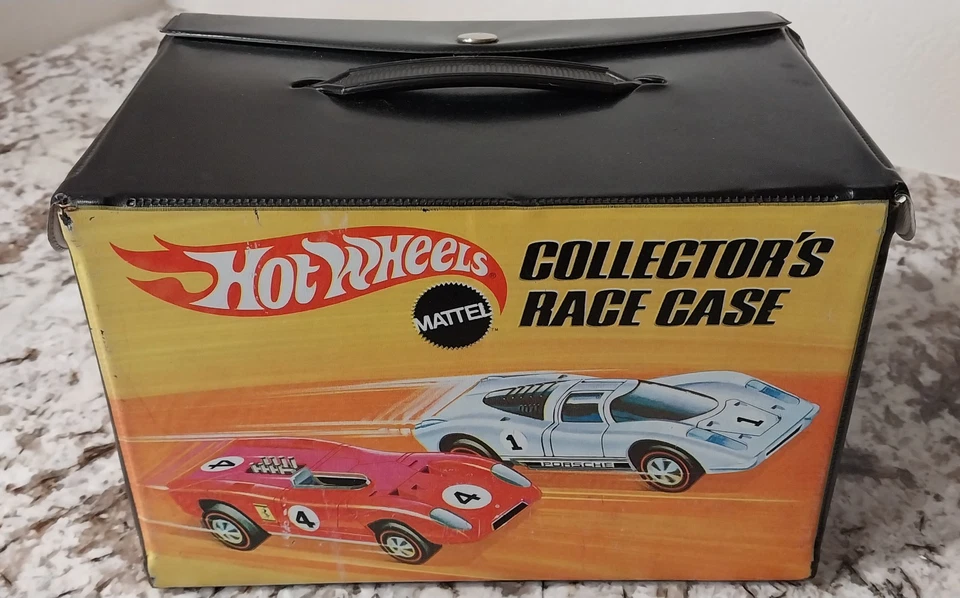 Hot Wheels
MATTEL
COLLECTOR'S
RACE CASE
1
1
PORSCHE
4
4
4